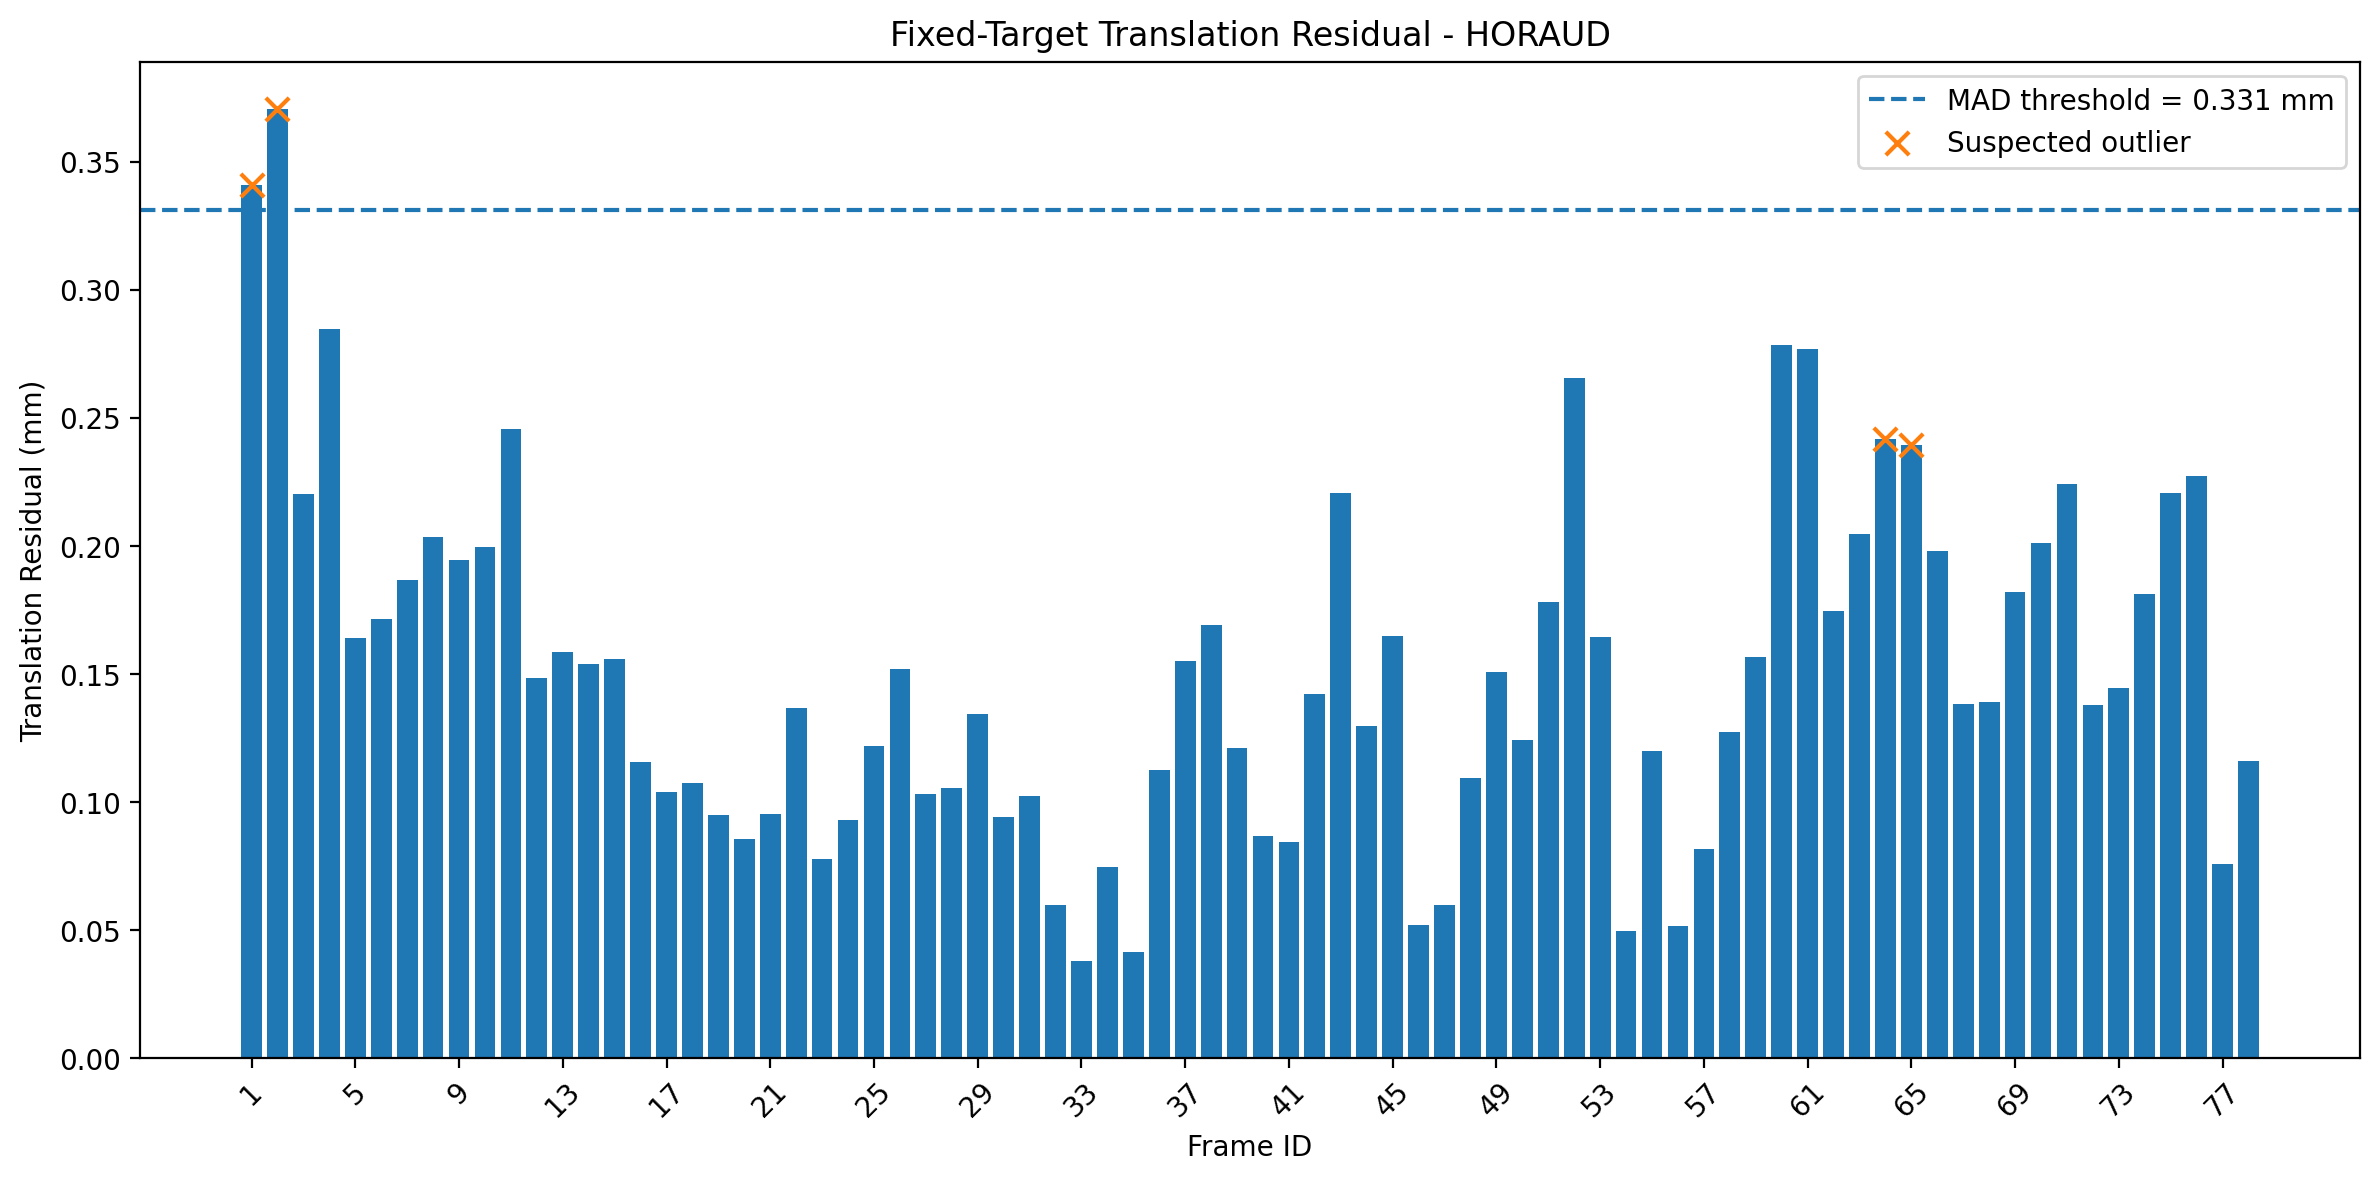 Fixed-Target Translation Residual - HORAUD
MAD threshold = 0.331 mm
Suspected outlier
Translation Residual (mm)
0.35
0.30
0.25
0.20
0.15
0.10
0.05
0.00
1 5 9 13 17 21 25 29 33 37 41 45 49 53 57 61 65 69 73 77
Frame ID